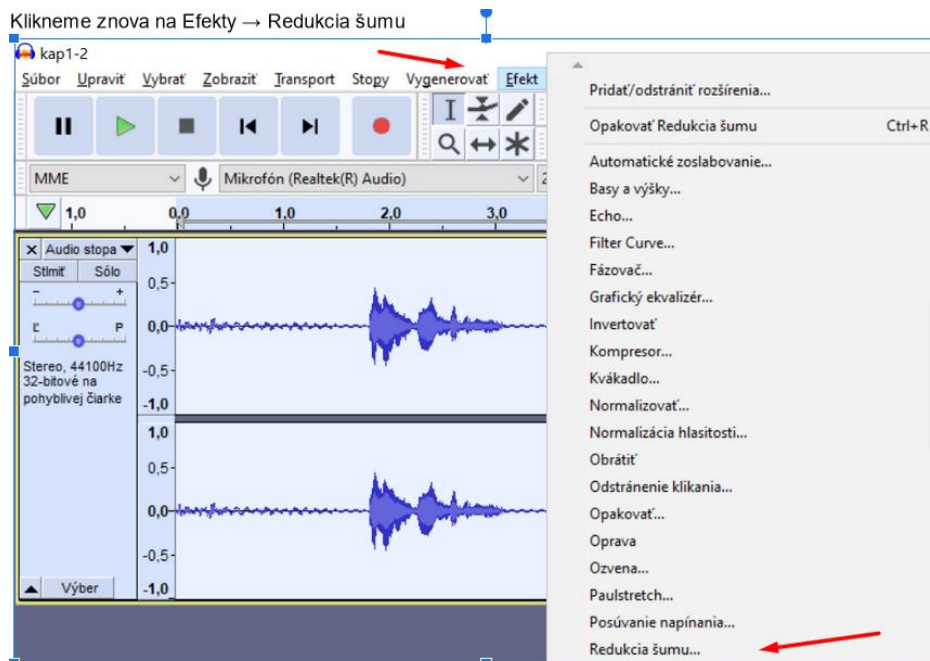 Klikneme znova na Efekty → Redukcia šumu
kap1-2
Súbor Upraviť Vybrať Zobraziť Transport Stopy Vygenerovať Efekt
MME
Mikrofón (Realtek(R) Audio)
2
1,0 0,0 1,0 2,0 3,0
Audio stopa
Stlmiť Sólo
- +
Ľ P
Stereo, 44100Hz
32-bitové na
pohyblivej čiarke
Výber
1,0
0,5-
0,0-
-0,5-
-1,0
1,0
0,5-
0,0-
-0,5-
-1,0
Pridať/odstrániť rozšírenia...
Opakovať Redukcia šumu Ctrl+R
Automatické zoslabovanie...
Basy a výšky...
Echo...
Filter Curve...
Fázovač...
Grafický ekvalizér...
Invertovať
Kompresor...
Kvákadlo...
Normalizovať...
Normalizácia hlasitosti...
Obrátiť
Odstránenie klikania...
Opakovať...
Oprava
Ozvena...
Paulstretch...
Posúvanie napínania...
Redukcia šumu...